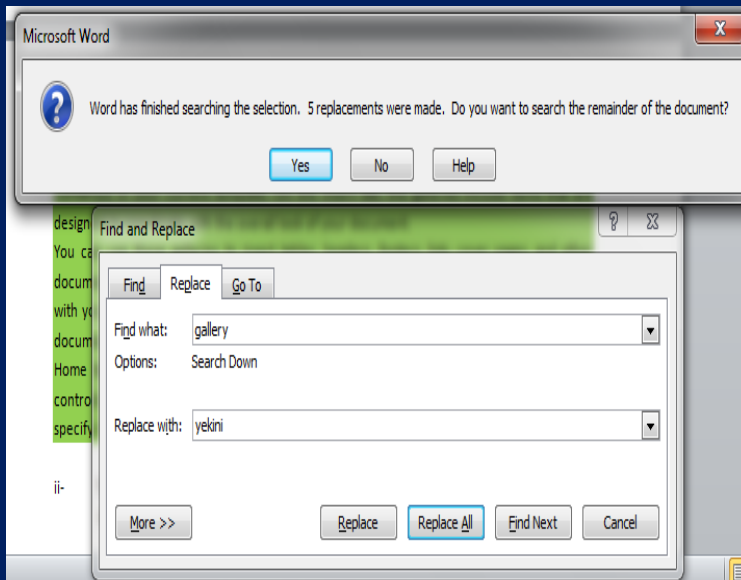 Microsoft Word
X
?
Word has finished searching the selection. 5 replacements were made. Do you want to search the remainder of the document?
Yes No Help
design
Find and Replace ?
You ca
docum
Find Replace Go To
with yo
Find what: gallery
docum
Options: Search Down
Home
contro
Replace with: yekini
specify
ii-
More >> Replace Replace All Find Next Cancel